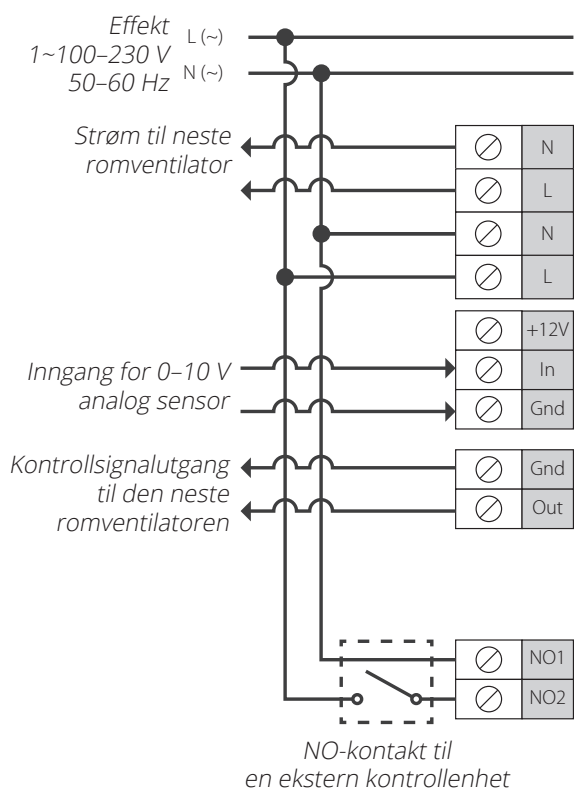 Effekt
1~100–230 V
50–60 Hz
L (~)
N (~)
Strøm til neste
romventilator
N
L
N
L
+12V
Inngang for 0–10 V
analog sensor
In
Gnd
Kontrollsignalutgang
til den neste
romventilatoren
Gnd
Out
NO1
NO2
NO-kontakt til
en ekstern kontrollenhet